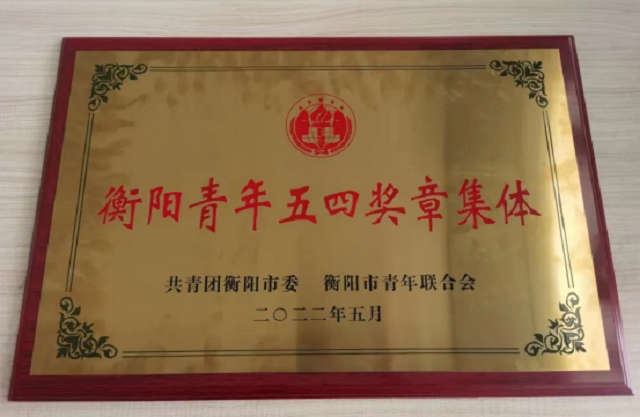 衡阳青年五四奖章集体
共青团衡阳市委 衡阳市青年联合会
二〇二二年五月